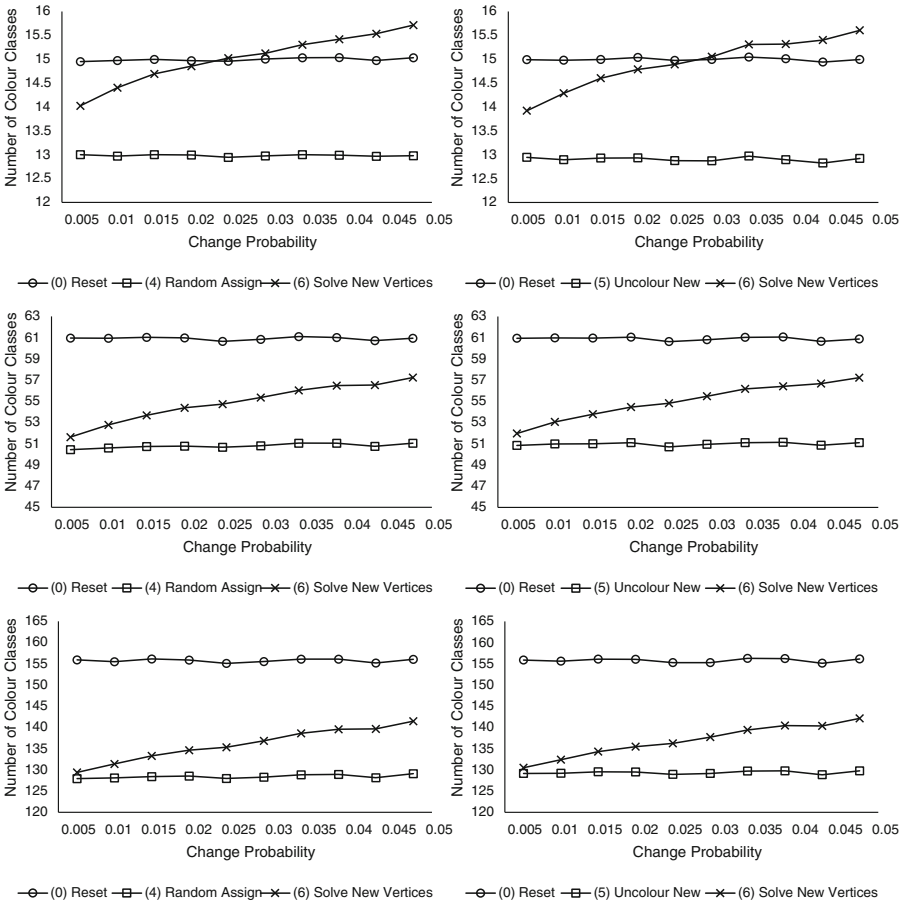 Number of Colour Classes
16
15.5
15
14.5
14
13.5
13
12.5
12
0.005 0.01 0.015 0.02 0.025 0.03 0.035 0.04 0.045 0.05
Change Probability
(0) Reset (4) Random Assign (6) Solve New Vertices
Number of Colour Classes
16
15.5
15
14.5
14
13.5
13
12.5
12
0.005 0.01 0.015 0.02 0.025 0.03 0.035 0.04 0.045 0.05
Change Probability
(0) Reset (5) Uncolour New (6) Solve New Vertices
Number of Colour Classes
63
61
59
57
55
53
51
49
47
45
0.005 0.01 0.015 0.02 0.025 0.03 0.035 0.04 0.045 0.05
Change Probability
(0) Reset (4) Random Assign (6) Solve New Vertices
Number of Colour Classes
63
61
59
57
55
53
51
49
47
45
0.005 0.01 0.015 0.02 0.025 0.03 0.035 0.04 0.045 0.05
Change Probability
(0) Reset (5) Uncolour New (6) Solve New Vertices
Number of Colour Classes
165
160
155
150
145
140
135
130
125
120
0.005 0.01 0.015 0.02 0.025 0.03 0.035 0.04 0.045 0.05
Change Probability
(0) Reset (4) Random Assign (6) Solve New Vertices
Number of Colour Classes
165
160
155
150
145
140
135
130
125
120
0.005 0.01 0.015 0.02 0.025 0.03 0.035 0.04 0.045 0.05
Change Probability
(0) Reset (5) Uncolour New (6) Solve New Vertices